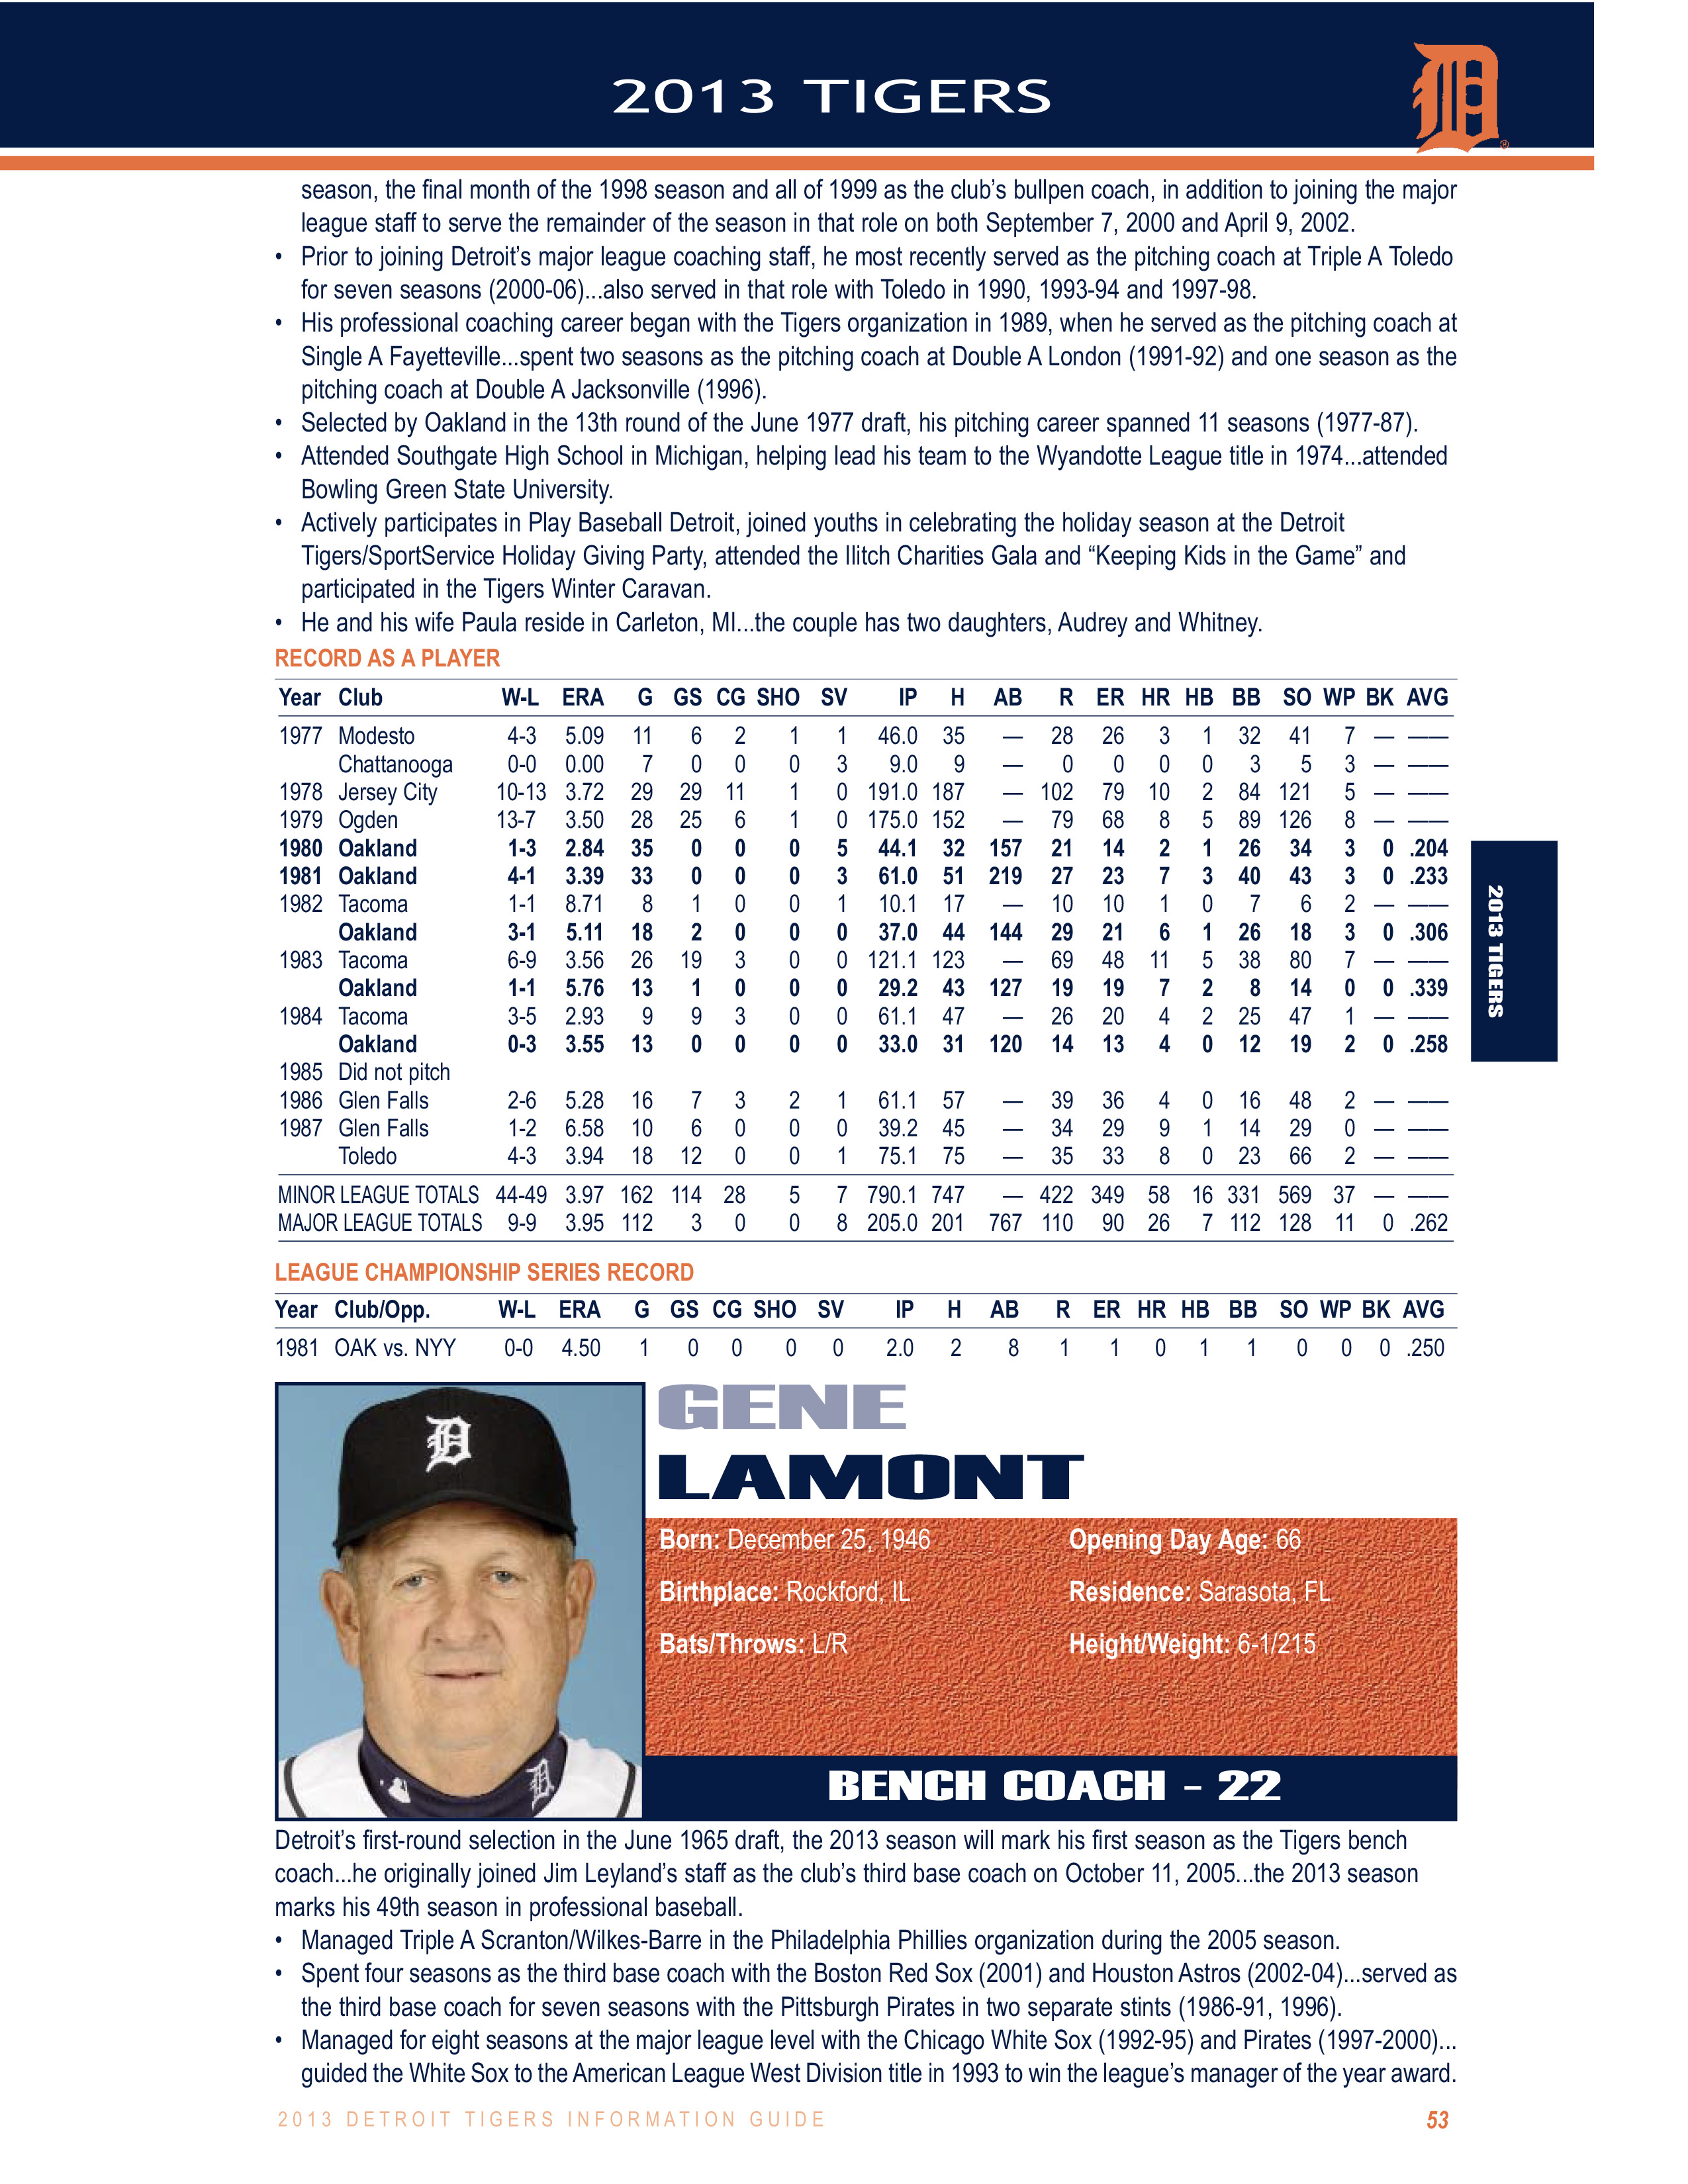 2013 TIGERS
season, the final month of the 1998 season and all of 1999 as the club’s bullpen coach, in addition to joining the major
league staff to serve the remainder of the season in that role on both September 7, 2000 and April 9, 2002.
• Prior to joining Detroit’s major league coaching staff, he most recently served as the pitching coach at Triple A Toledo
for seven seasons (2000-06)...also served in that role with Toledo in 1990, 1993-94 and 1997-98.
• His professional coaching career began with the Tigers organization in 1989, when he served as the pitching coach at
Single A Fayetteville...spent two seasons as the pitching coach at Double A London (1991-92) and one season as the
pitching coach at Double A Jacksonville (1996).
• Selected by Oakland in the 13th round of the June 1977 draft, his pitching career spanned 11 seasons (1977-87).
• Attended Southgate High School in Michigan, helping lead his team to the Wyandotte League title in 1974...attended
Bowling Green State University.
• Actively participates in Play Baseball Detroit, joined youths in celebrating the holiday season at the Detroit
Tigers/SportService Holiday Giving Party, attended the Ilitch Charities Gala and “Keeping Kids in the Game” and
participated in the Tigers Winter Caravan.
• He and his wife Paula reside in Carleton, MI...the couple has two daughters, Audrey and Whitney.
RECORD AS A PLAYER
Year Club W-L ERA G GS CG SHO SV IP H AB R ER HR HB BB SO WP BK AVG
1977 Modesto 4-3 5.09 11 6 2 1 1 46.0 35 — 28 26 3 1 32 41 7 — ——
Chattanooga 0-0 0.00 7 0 0 0 3 9.0 9 — 0 0 0 0 3 5 3 — ——
1978 Jersey City 10-13 3.72 29 29 11 1 0 191.0 187 — 102 79 10 2 84 121 5 — ——
1979 Ogden 13-7 3.50 28 25 6 1 0 175.0 152 — 79 68 8 5 89 126 8 — ——
1980 Oakland 1-3 2.84 35 0 0 0 5 44.1 32 157 21 14 2 1 26 34 3 0 .204
1981 Oakland 4-1 3.39 33 0 0 0 3 61.0 51 219 27 23 7 3 40 43 3 0 .233
1982 Tacoma 1-1 8.71 8 1 0 0 1 10.1 17 — 10 10 1 0 7 6 2 — ——
Oakland 3-1 5.11 18 2 0 0 0 37.0 44 144 29 21 6 1 26 18 3 0 .306
1983 Tacoma 6-9 3.56 26 19 3 0 0 121.1 123 — 69 48 11 5 38 80 7 — ——
Oakland 1-1 5.76 13 1 0 0 0 29.2 43 127 19 19 7 2 8 14 0 0 .339
1984 Tacoma 3-5 2.93 9 9 3 0 0 61.1 47 — 26 20 4 2 25 47 1 — ——
Oakland 0-3 3.55 13 0 0 0 0 33.0 31 120 14 13 4 0 12 19 2 0 .258
1985 Did not pitch
1986 Glen Falls 2-6 5.28 16 7 3 2 1 61.1 57 — 39 36 4 0 16 48 2 — ——
1987 Glen Falls 1-2 6.58 10 6 0 0 0 39.2 45 — 34 29 9 1 14 29 0 — ——
Toledo 4-3 3.94 18 12 0 0 1 75.1 75 — 35 33 8 0 23 66 2 — ——
MINOR LEAGUE TOTALS 44-49 3.97 162 114 28 5 7 790.1 747 — 422 349 58 16 331 569 37 — ——
MAJOR LEAGUE TOTALS 9-9 3.95 112 3 0 0 8 205.0 201 767 110 90 26 7 112 128 11 0 .262
LEAGUE CHAMPIONSHIP SERIES RECORD
Year Club/Opp. W-L ERA G GS CG SHO SV IP H AB R ER HR HB BB SO WP BK AVG
1981 OAK vs. NYY 0-0 4.50 1 0 0 0 0 2.0 2 8 1 1 0 1 1 0 0 0 .250
2013 TIGERS
GENE
LAMONT
Born: December 25, 1946 Opening Day Age: 66
Birthplace: Rockford, IL Residence: Sarasota, FL
Bats/Throws: L/R Height/Weight: 6-1/215
BENCH COACH – 22
Detroit’s first-round selection in the June 1965 draft, the 2013 season will mark his first season as the Tigers bench
coach...he originally joined Jim Leyland’s staff as the club’s third base coach on October 11, 2005...the 2013 season
marks his 49th season in professional baseball.
• Managed Triple A Scranton/Wilkes-Barre in the Philadelphia Phillies organization during the 2005 season.
• Spent four seasons as the third base coach with the Boston Red Sox (2001) and Houston Astros (2002-04)...served as
the third base coach for seven seasons with the Pittsburgh Pirates in two separate stints (1986-91, 1996).
• Managed for eight seasons at the major league level with the Chicago White Sox (1992-95) and Pirates (1997-2000)...
guided the White Sox to the American League West Division title in 1993 to win the league’s manager of the year award.
2013 DETROIT TIGERS INFORMATION GUIDE 53